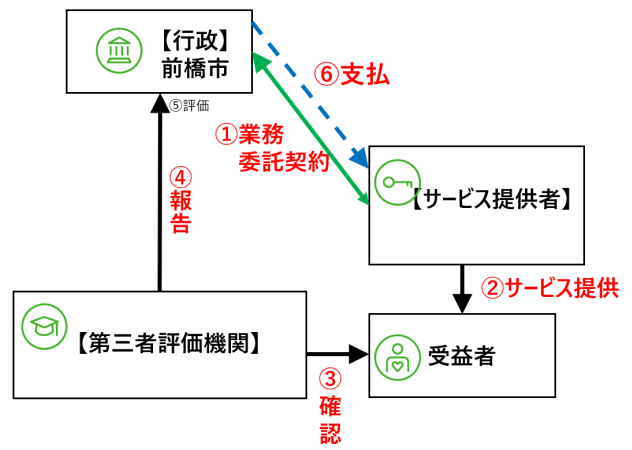 【行政】
前橋市
⑥支払
⑤評価
①業務
委託契約
④
報
告
【サービス提供者】
②サービス提供
【第三者評価機関】
受益者
③
確
認